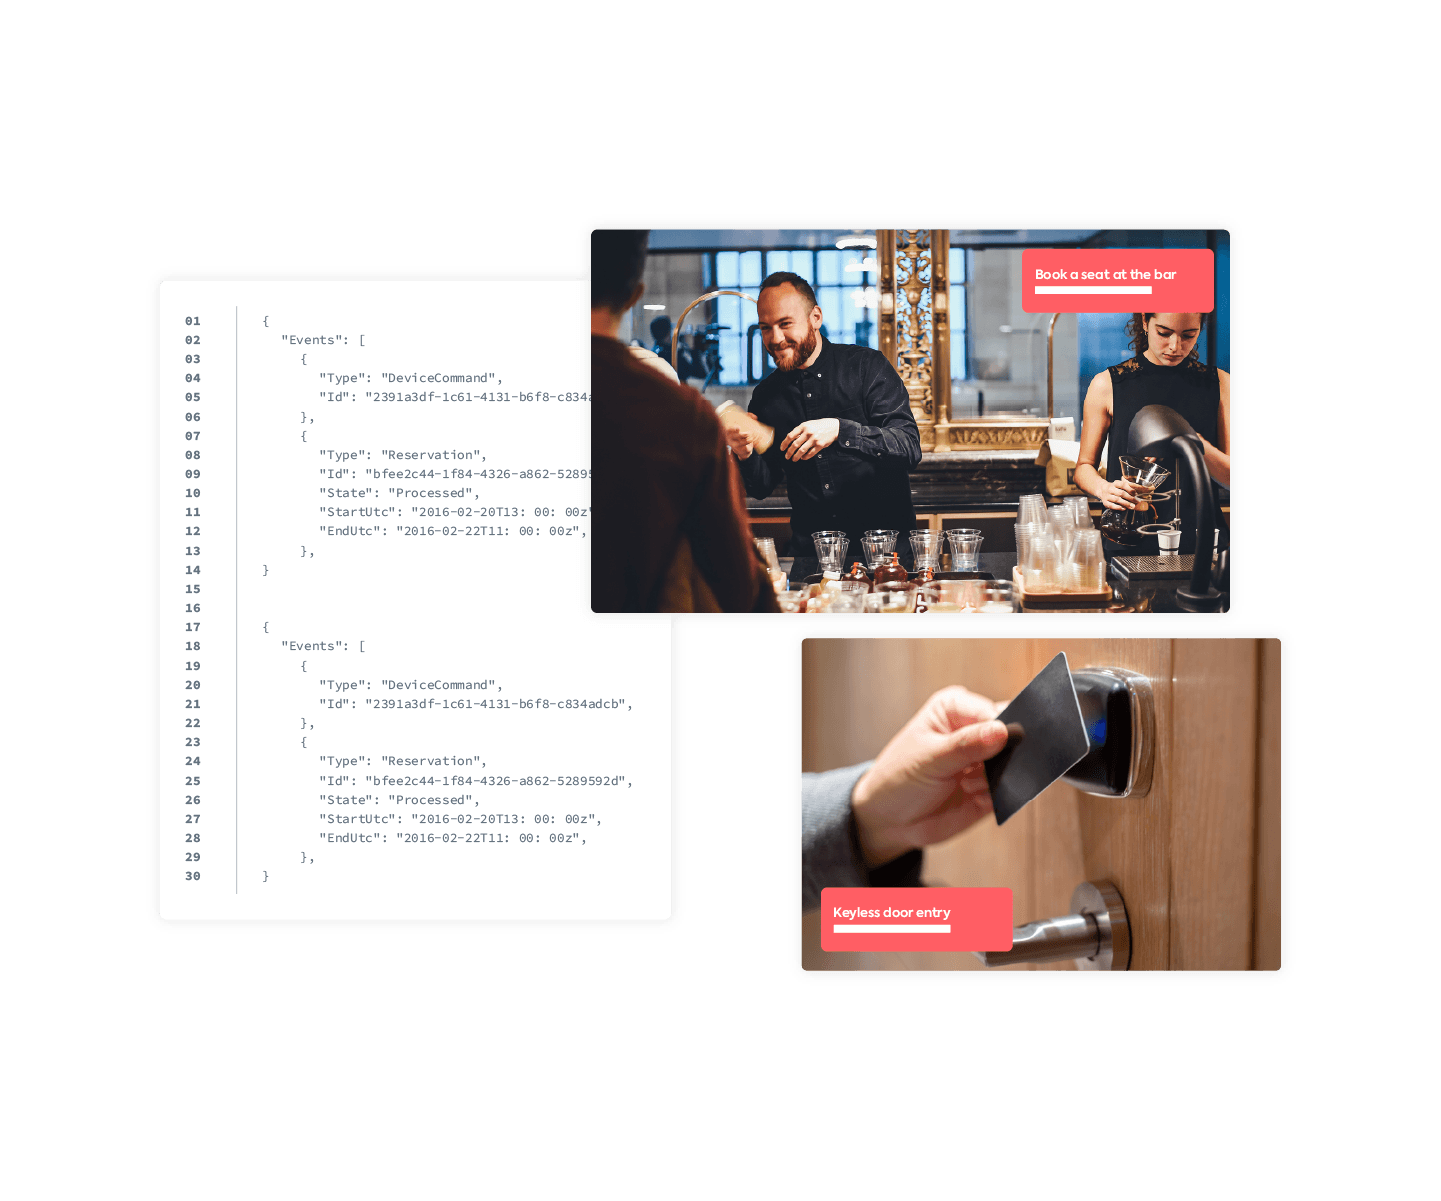 01 {
02 "Events": [
03 {
04 "Type": "DeviceCommand",
05 "Id": "2391a3df-1c61-4131-b6f8-c834a
06 },
07 {
08 "Type": "Reservation",
09 "Id": "bfee2c44-1f84-4326-a862-5289
10 "State": "Processed",
11 "StartUtc": "2016-02-20T13: 00: 00z"
12 "EndUtc": "2016-02-22T11: 00: 00z",
13 },
14 }
15
16
17 {
18 "Events": [
19 {
20 "Type": "DeviceCommand",
21 "Id": "2391a3df-1c61-4131-b6f8-c834adcb",
22 },
23 {
24 "Type": "Reservation",
25 "Id": "bfee2c44-1f84-4326-a862-5289592d",
26 "State": "Processed",
27 "StartUtc": "2016-02-20T13: 00: 00z",
28 "EndUtc": "2016-02-22T11: 00: 00z",
29 },
30 }
Book a seat at the bar
Keyless door entry